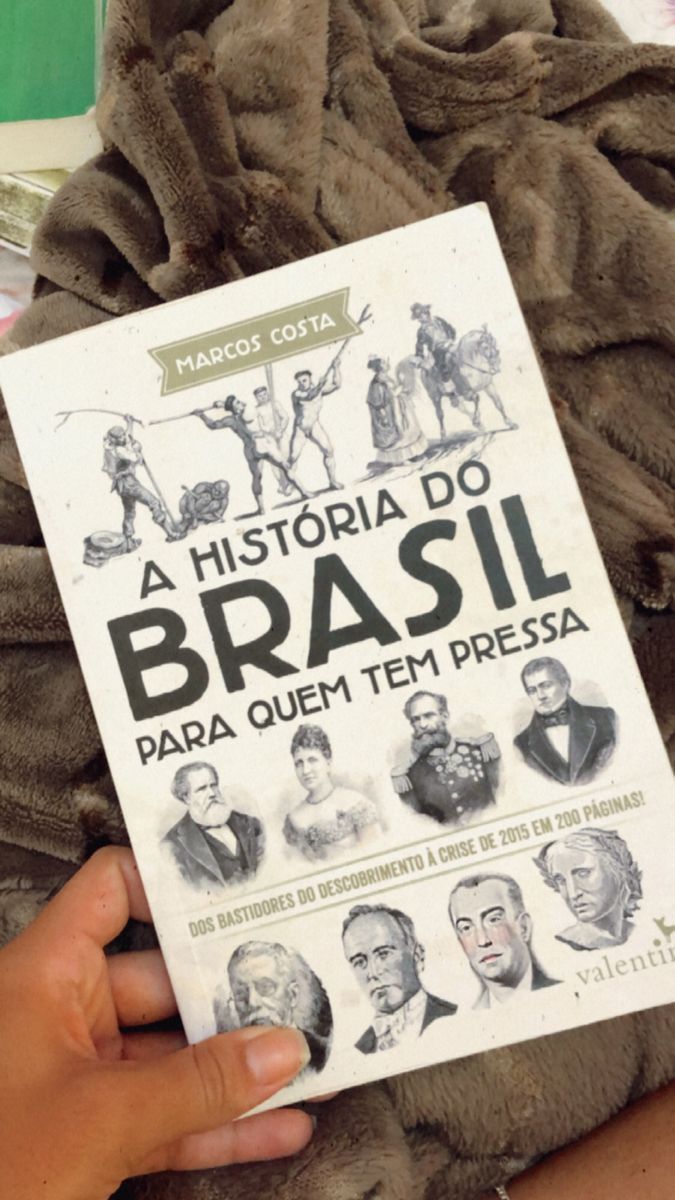 MARCOS COSTA
A HISTÓRIA DO
BRASIL
PARA QUEM TEM PRESSA
DOS BASTIDORES DO DESCOBRIMENTO À CRISE DE 2015 EM 200 PÁGINAS!
valentin